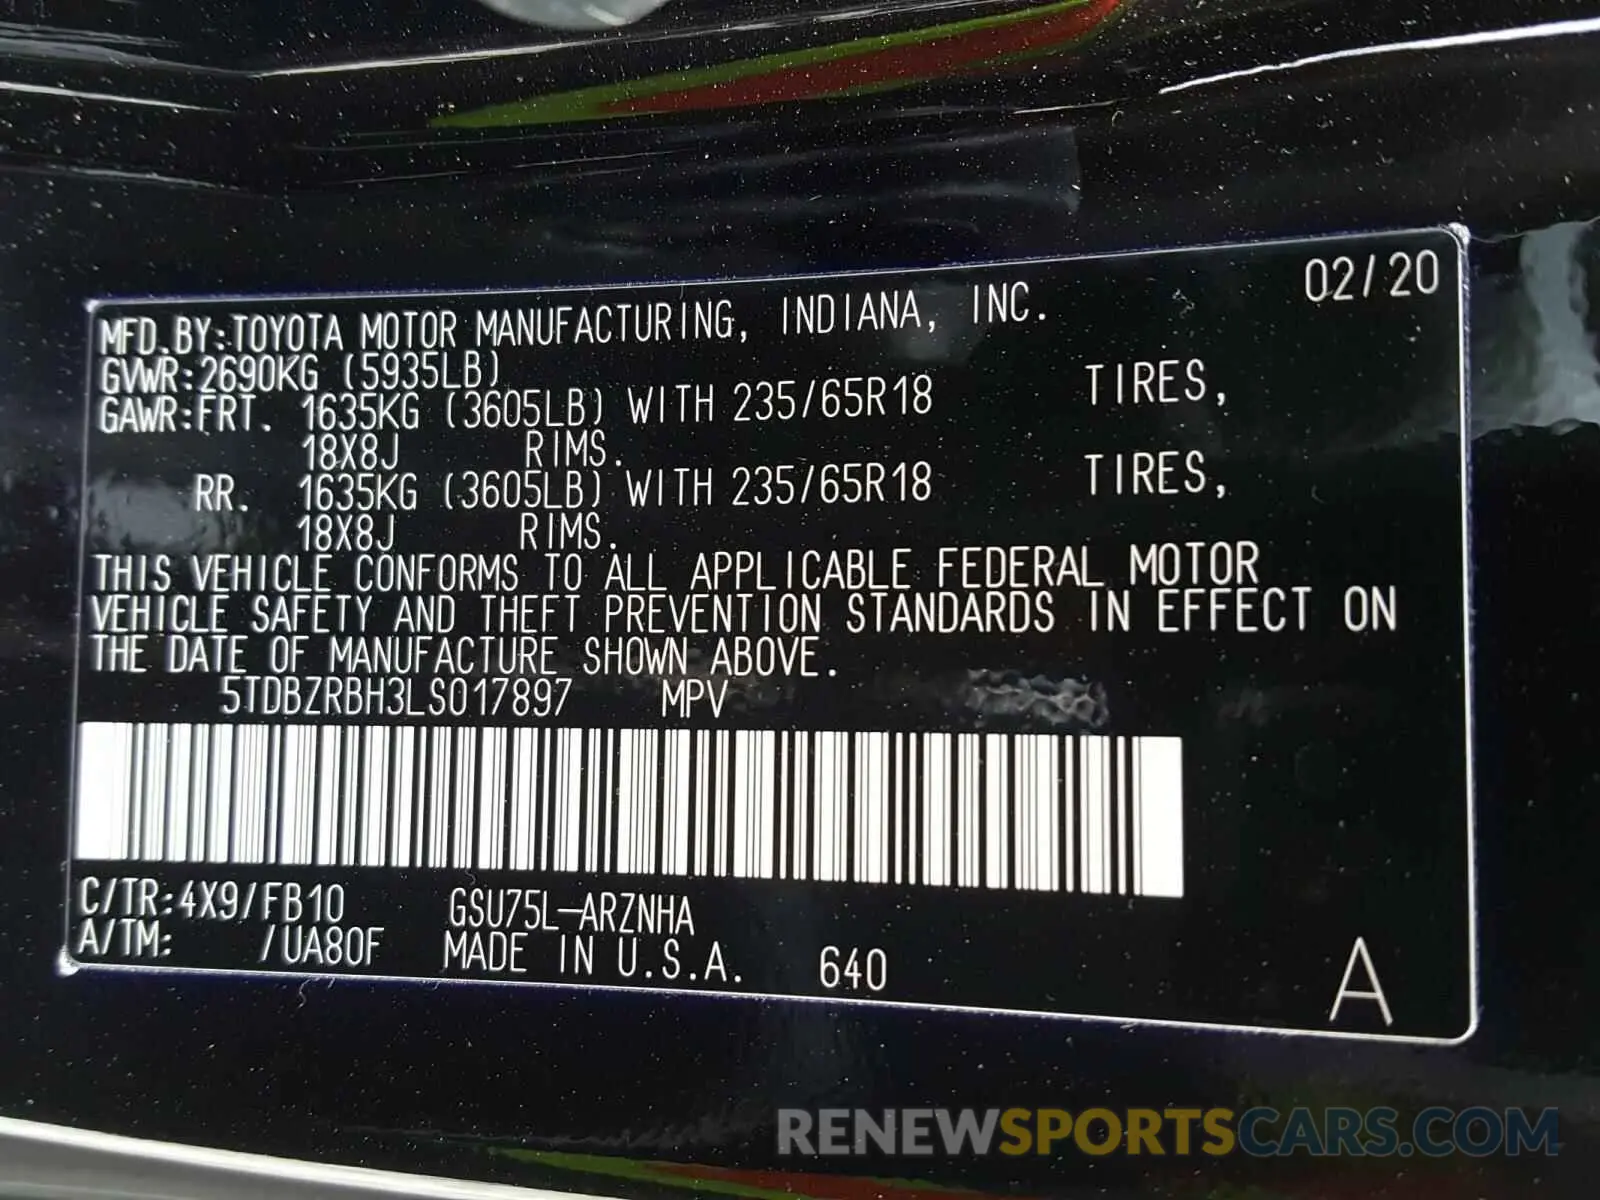 02/20
MFD.BY:TOYOTA MOTOR MANUFACTURING, INDIANA, INC.
GVWR:2690KG (5935LB)
GAWR:FRT. 1635KG (3605LB) WITH 235/65R18 TIRES,
18X8J RIMS.
RR. 1635KG (3605LB) WITH 235/65R18 TIRES,
18X8J RIMS.
THIS VEHICLE CONFORMS TO ALL APPLICABLE FEDERAL MOTOR
VEHICLE SAFETY AND THEFT PREVENTION STANDARDS IN EFFECT ON
THE DATE OF MANUFACTURE SHOWN ABOVE.
5TDBZRBH3LS017897 MPV
C/TR:4X9/FB10 GSU75L-ARZNHA
A/TM: /UA80F MADE IN U.S.A. 640
A
RENEWSPORTSCARS.COM